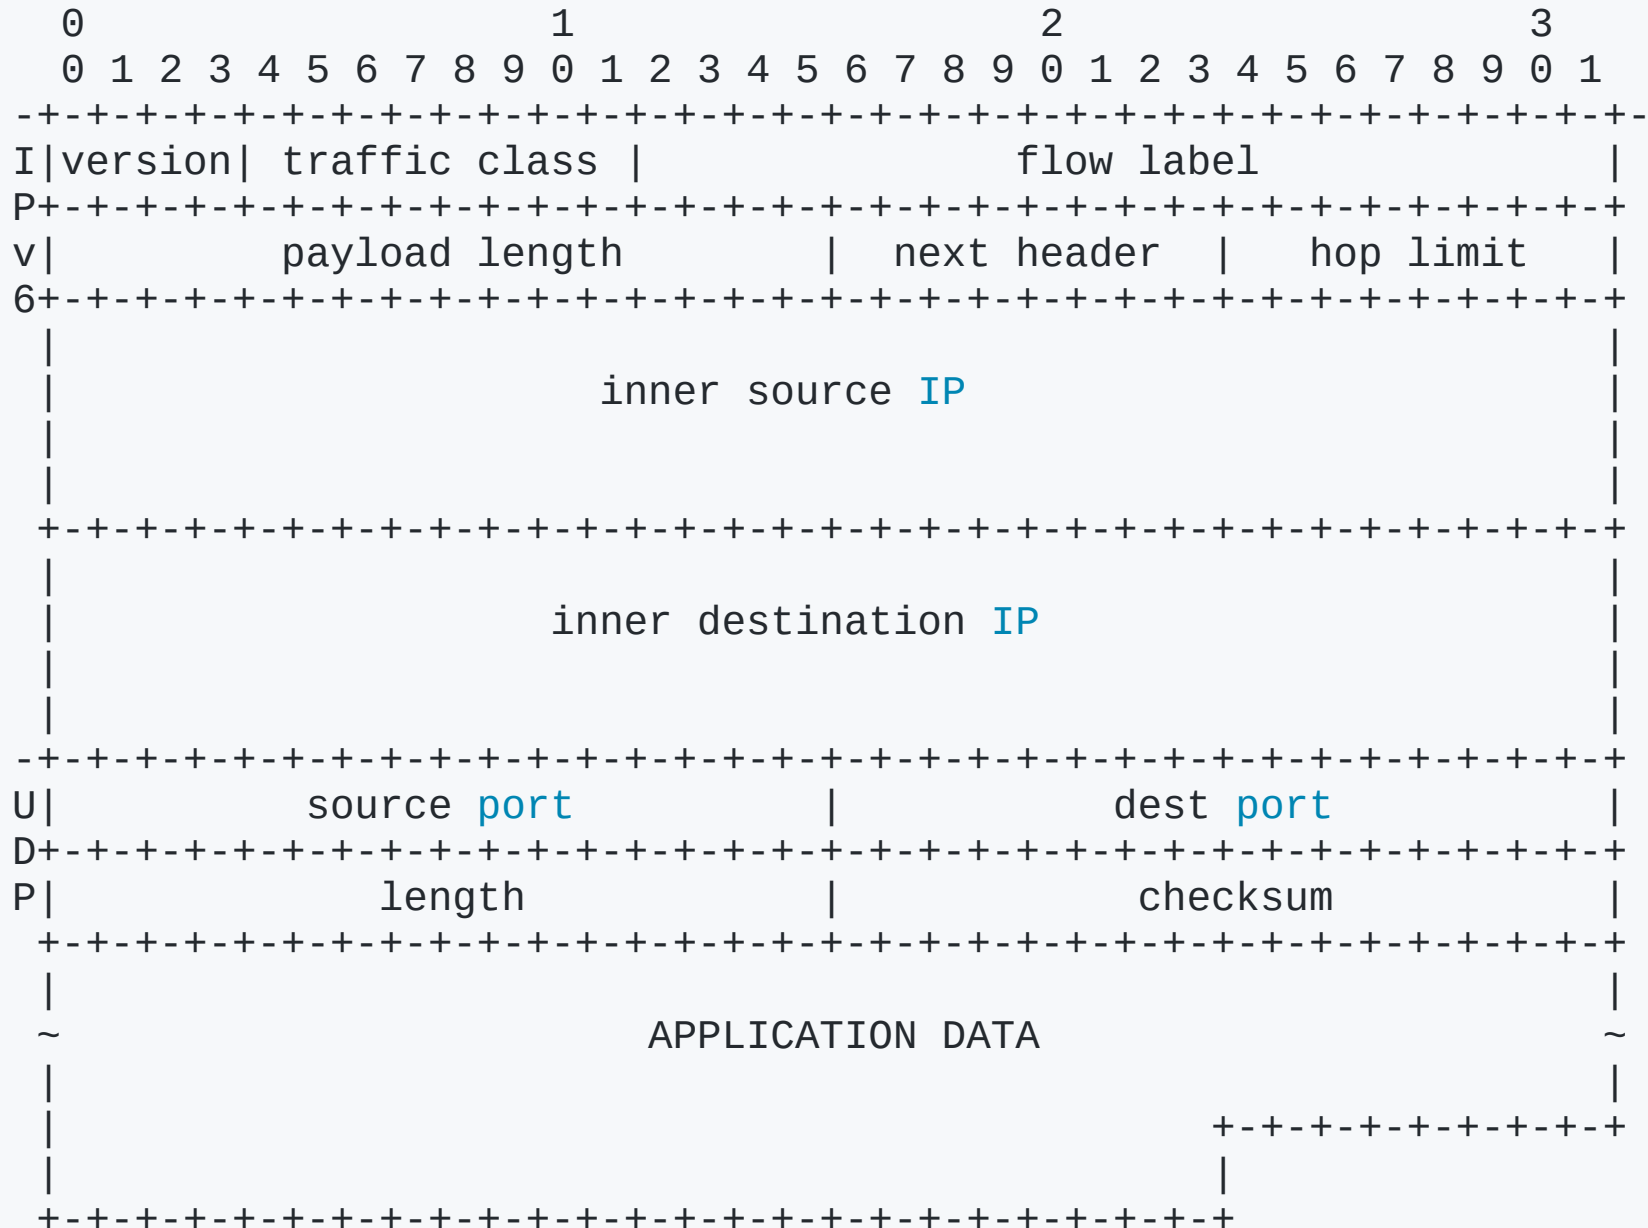 0                   1                   2                   3
   0 1 2 3 4 5 6 7 8 9 0 1 2 3 4 5 6 7 8 9 0 1 2 3 4 5 6 7 8 9 0 1
 -+-+-+-+-+-+-+-+-+-+-+-+-+-+-+-+-+-+-+-+-+-+-+-+-+-+-+-+-+-+-+-+-+-
 I|version| traffic class |               flow label              |
 P+-+-+-+-+-+-+-+-+-+-+-+-+-+-+-+-+-+-+-+-+-+-+-+-+-+-+-+-+-+-+-+-+
 v|         payload length        |  next header  |   hop limit   |
 6+-+-+-+-+-+-+-+-+-+-+-+-+-+-+-+-+-+-+-+-+-+-+-+-+-+-+-+-+-+-+-+-+
  |                                                               |
  |                      inner source IP                          |
  |                                                               |
  |                                                               |
  +-+-+-+-+-+-+-+-+-+-+-+-+-+-+-+-+-+-+-+-+-+-+-+-+-+-+-+-+-+-+-+-+
  |                                                               |
  |                    inner destination IP                       |
  |                                                               |
  |                                                               |
 -+-+-+-+-+-+-+-+-+-+-+-+-+-+-+-+-+-+-+-+-+-+-+-+-+-+-+-+-+-+-+-+-+
 U|          source port          |           dest port           |
 D+-+-+-+-+-+-+-+-+-+-+-+-+-+-+-+-+-+-+-+-+-+-+-+-+-+-+-+-+-+-+-+-+
 P|             length            |            checksum           |
  +-+-+-+-+-+-+-+-+-+-+-+-+-+-+-+-+-+-+-+-+-+-+-+-+-+-+-+-+-+-+-+-+
  |                                                               |
  ~                        APPLICATION DATA                       ~
  |                                                               |
  |                                               +-+-+-+-+-+-+-+-+
  |                                               |
  +-+-+-+-+-+-+-+-+-+-+-+-+-+-+-+-+-+-+-+-+-+-+-+-+